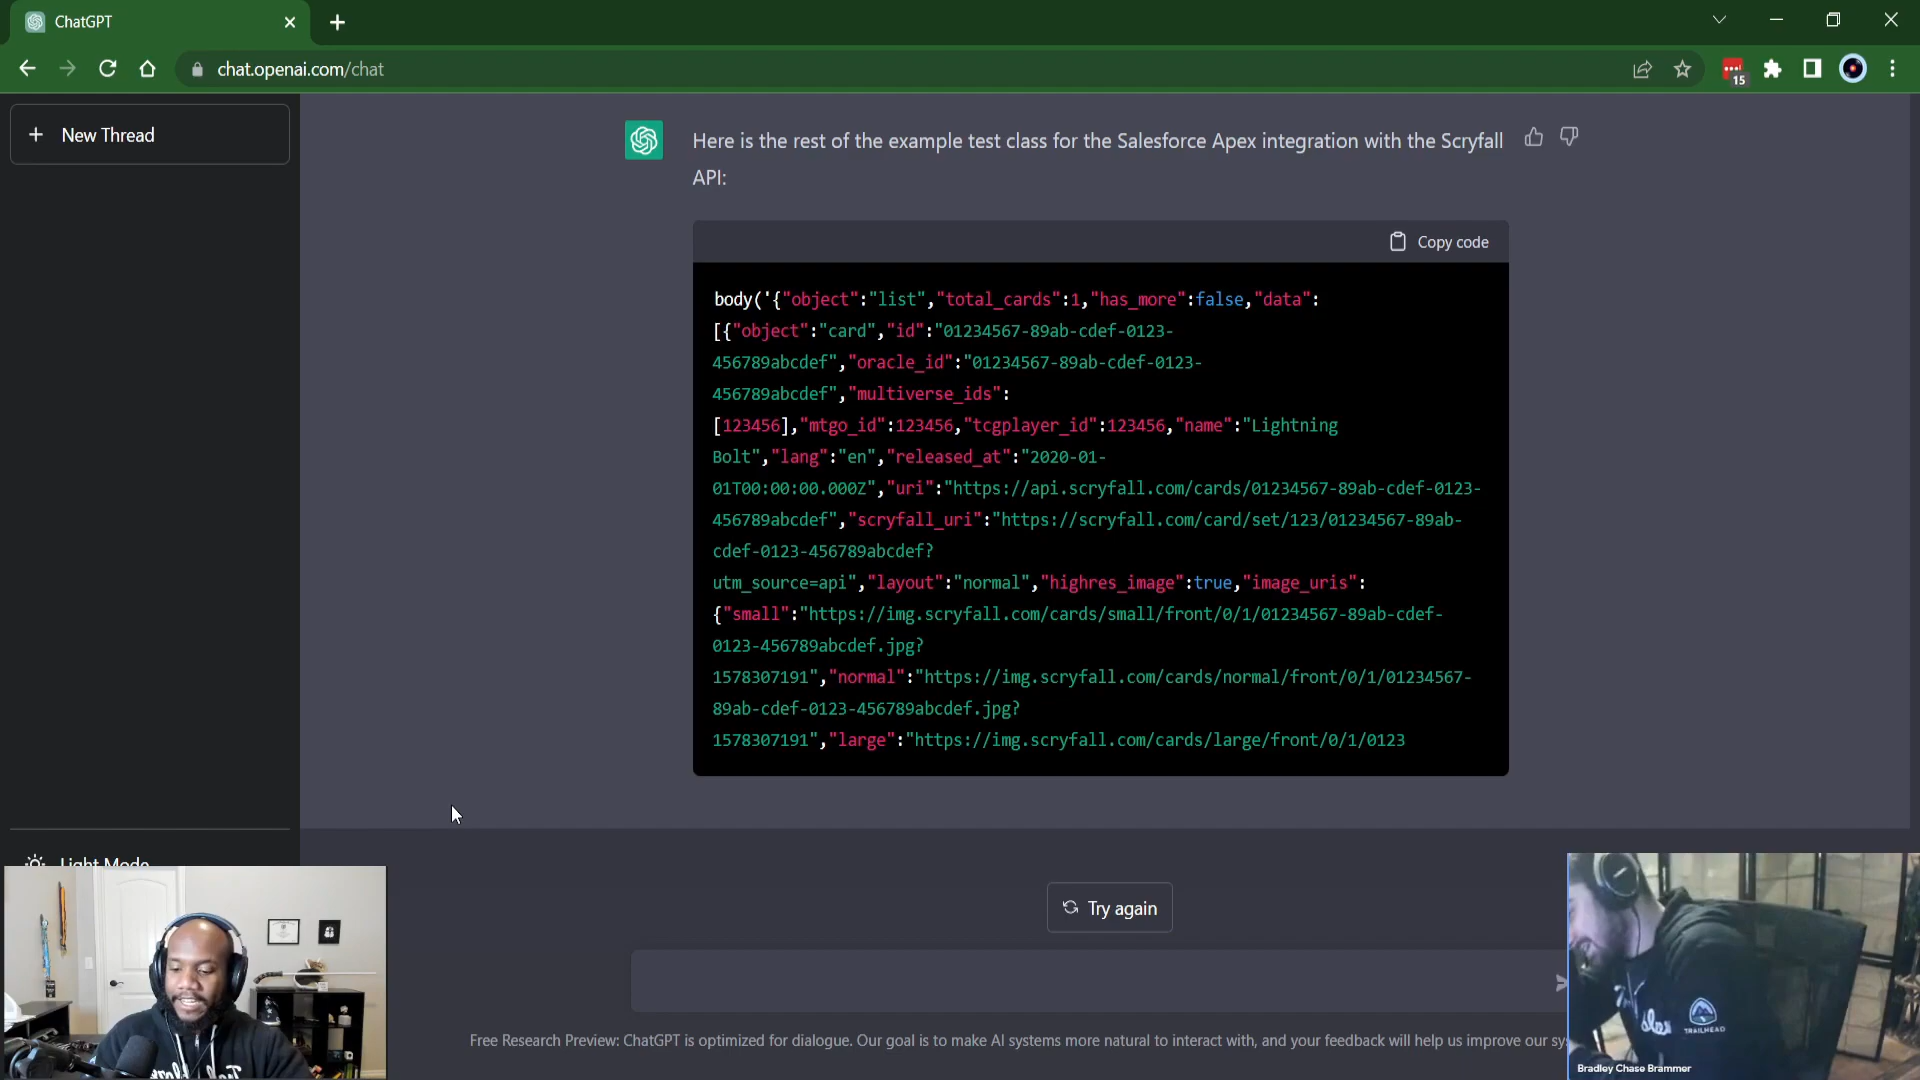 ChatGPT
chat.openai.com/chat
15
New Thread
Here is the rest of the example test class for the Salesforce Apex integration with the Scryfall
API:
Copy code
body('{"object":"list","total_cards":1,"has_more":false,"data":
[{"object":"card","id":"01234567-89ab-cdef-0123-
456789abcdef","oracle_id":"01234567-89ab-cdef-0123-
456789abcdef","multiverse_ids":
[123456],"mtgo_id":123456,"tcgplayer_id":123456,"name":"Lightning
Bolt","lang":"en","released_at":"2020-01-
01T00:00:00.000Z","uri":"https://api.scryfall.com/cards/01234567-89ab-cdef-0123-
456789abcdef","scryfall_uri":"https://scryfall.com/card/set/123/01234567-89ab-
cdef-0123-456789abcdef?
utm_source=api","layout":"normal","highres_image":true,"image_uris":
{"small":"https://img.scryfall.com/cards/small/front/0/1/01234567-89ab-cdef-
0123-456789abcdef.jpg?
1578307191","normal":"https://img.scryfall.com/cards/normal/front/0/1/01234567-
89ab-cdef-0123-456789abcdef.jpg?
1578307191","large":"https://img.scryfall.com/cards/large/front/0/1/0123
Light Mode
Try again
Free Research Preview: ChatGPT is optimized for dialogue. Our goal is to make AI systems more natural to interact with, and your feedback will help us improve our sy
TRAILHEAD
Bradley Chase Brammer